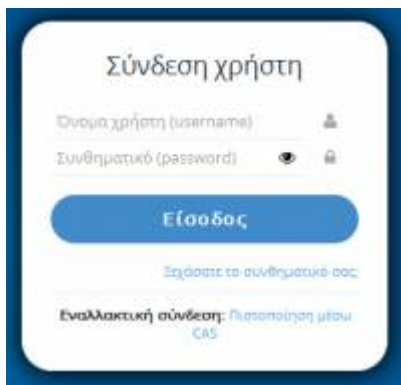 Σύνδεση χρήστη
Όνομα χρήστη (username)
Συνθηματικό (password)
Είσοδος
Ξεχάσατε το συνθηματικό σας;
Εναλλακτική σύνδεση: Πιστοποίηση μέσω
CAS